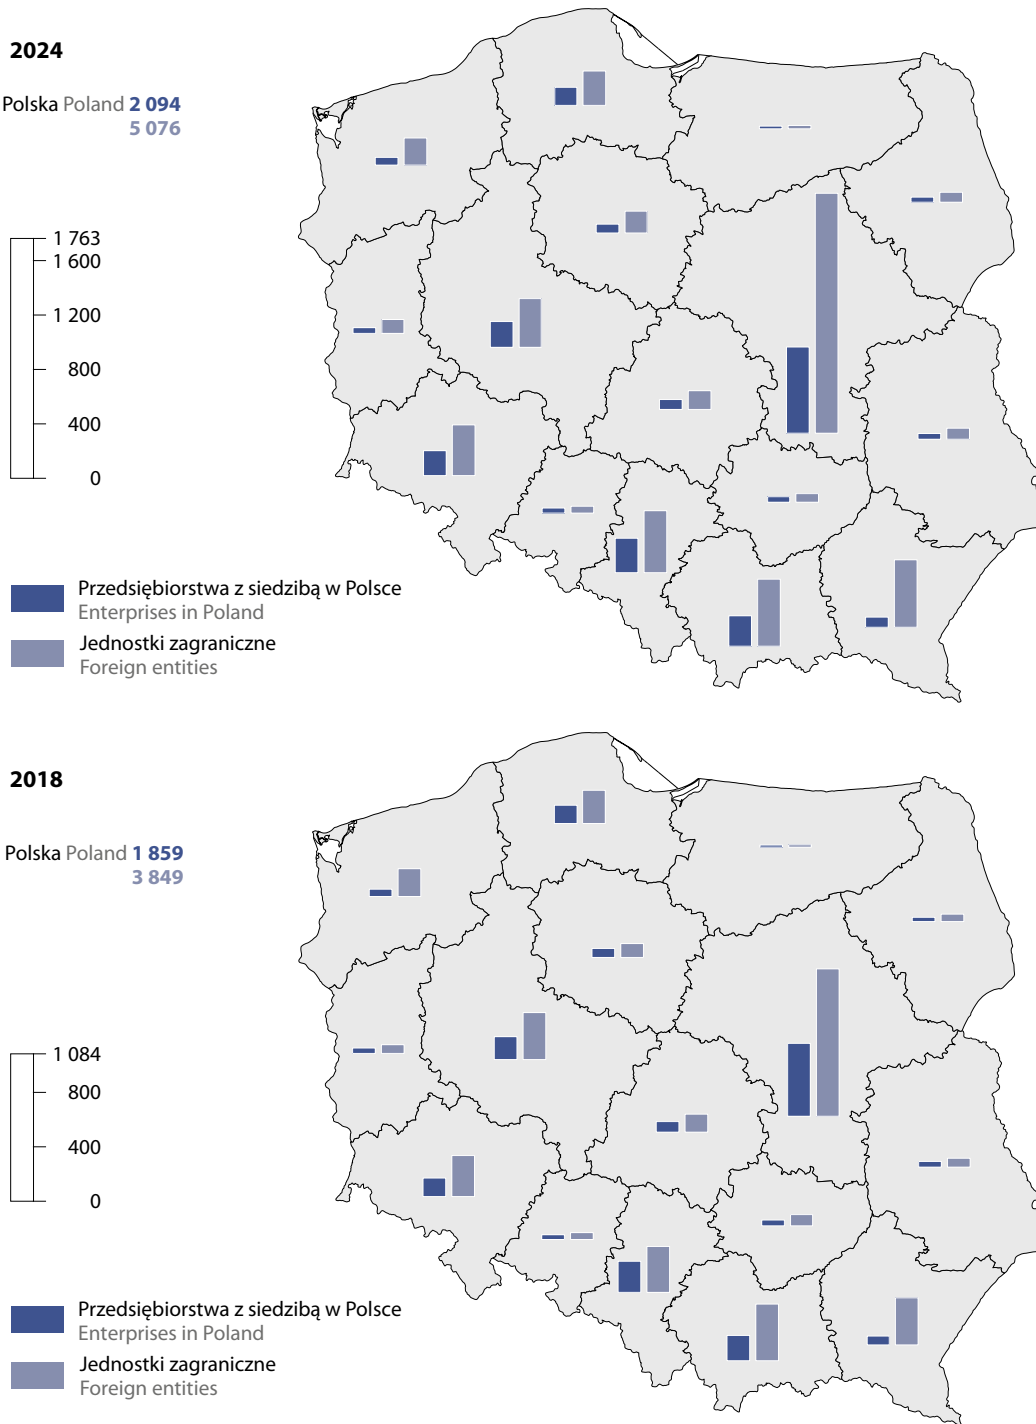 2024
Polska Poland 2 094
5 076
1 763
1 600
1 200
800
400
0
Przedsiębiorstwa z siedzibą w Polsce
Enterprises in Poland
Jednostki zagraniczne
Foreign entities
2018
Polska Poland 1 859
3 849
1 084
800
400
0
Przedsiębiorstwa z siedzibą w Polsce
Enterprises in Poland
Jednostki zagraniczne
Foreign entities